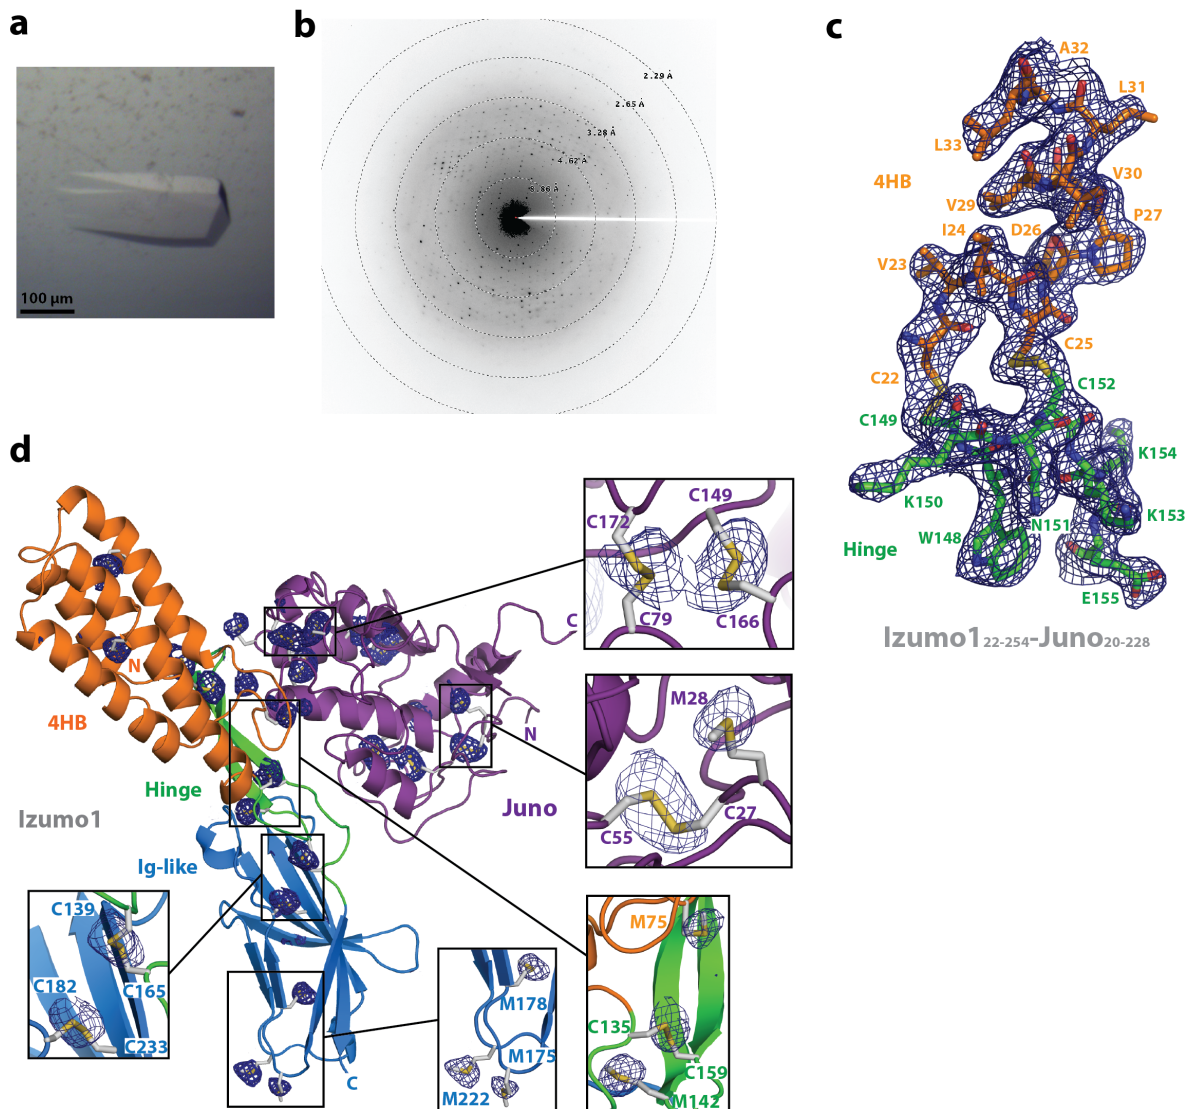 a
100 µm
b
2.29 Å
2.65 Å
3.28 Å
4.62 Å
8.86 Å
c
A32
L31
L33
4HB
V30
V29
P27
I24
D26
V23
C25
C22
C152
C149
K154
K150
N151
K153
W148
Hinge
E155
Izumo1₂₂₋₂₅₄-Juno₂₀₋₂₂₈
d
N
4HB
C
N
Hinge
Izumo1
Juno
Ig-like
C
C149
C172
C79
C166
M28
C55
C27
C139
C182
C165
C233
M178
M175
M222
M75
C135
C159
M142